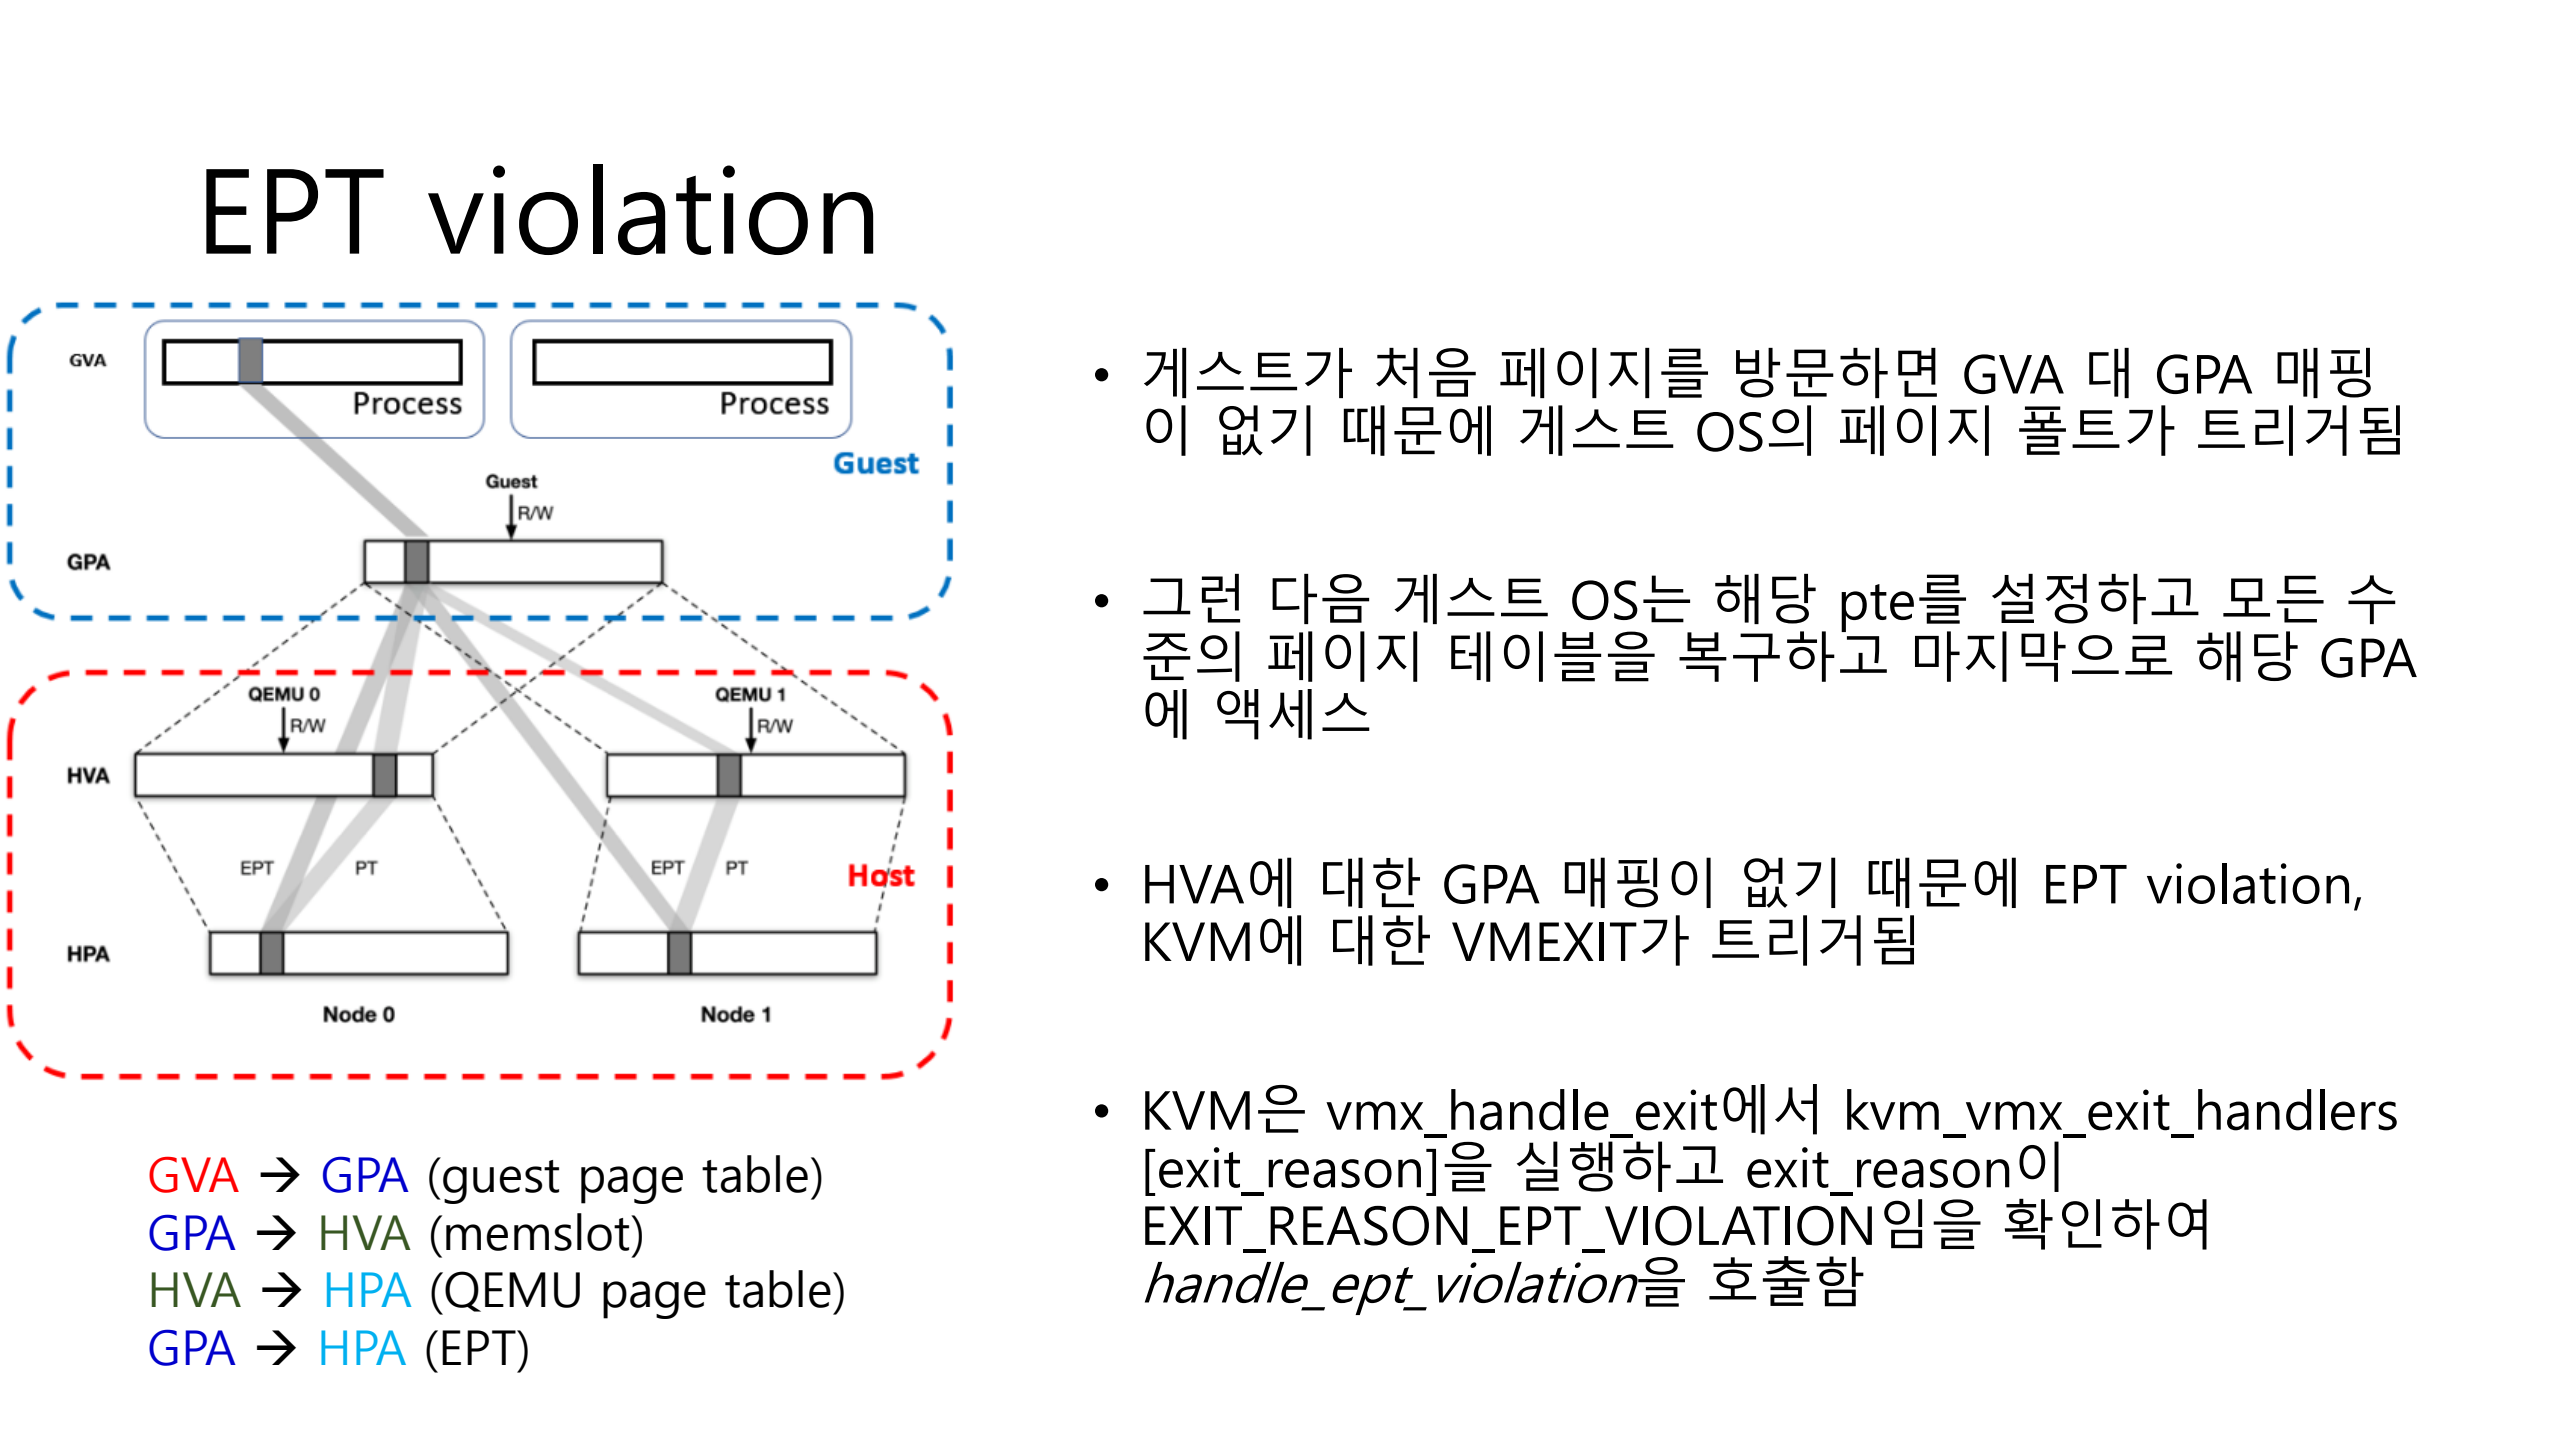 EPT violation
GVA
Process
Process
Guest
Guest
R/W
GPA
QEMU 0
R/W
QEMU 1
R/W
HVA
EPT
PT
EPT
PT
Host
HPA
Node 0
Node 1
GVA → GPA (guest page table)
GPA → HVA (memslot)
HVA → HPA (QEMU page table)
GPA → HPA (EPT)
• 게스트가 처음 페이지를 방문하면 GVA 대 GPA 매핑
이 없기 때문에 게스트 OS의 페이지 폴트가 트리거됨
• 그런 다음 게스트 OS는 해당 pte를 설정하고 모든 수
준의 페이지 테이블을 복구하고 마지막으로 해당 GPA
에 액세스
• HVA에 대한 GPA 매핑이 없기 때문에 EPT violation,
KVM에 대한 VMEXIT가 트리거됨
• KVM은 vmx_handle_exit에서 kvm_vmx_exit_handlers
[exit_reason]을 실행하고 exit_reason이
EXIT_REASON_EPT_VIOLATION임을 확인하여
handle_ept_violation을 호출함